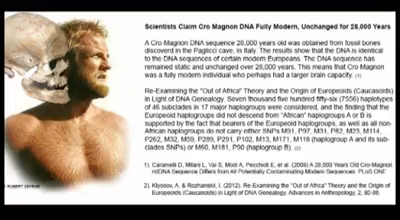 Scientists Claim Cro Magnon DNA Fully Modern, Unchanged for 28,000 Years
A Cro-Magnon DNA sequence 28,000 years old was obtained from fossil bones
discoverd in the Paglicci cave, in Italy. The results show that the DNA is identical
to the DNA sequences of certain modern Europeans. The DNA sequence has
remained static and unchanged over 28,000 years. This means that Cro Magnon
was a fully modern individual who perhaps had a larger brain capacity. (1)
Re-Examining the "Out of Africa" Theory and the Origin of Europeoids (Caucasoids)
in Light of DNA Genealogy. Seven thousand five hundred fifty-six (7556) haplotypes
of 46 subclades in 17 major haplogroups were considered, and the finding that the
Europeoid haplogroups did not descend from "African" haplogroups A or B is
supported by the fact that bearers of the Europeoid haplogroups, as well as all non-
African haplogroups do not carry either SNPs M91, P97, M31, P82, M23, M114,
P262, M32, M59, P289, P291, P102, M13, M171, M118 (haplogroup A and its sub-
clades SNPs) or M60, M181, P90 (haplogroup B). (2)
1). Caramelli D, Milani L, Vai S, Modi A, Pecchioli E, et al. (2008) A 28,000 Years Old Cro-Magnon
mtDNA Sequence Differs from All Potentially Contaminating Modern Sequences. PLoS ONE"
2). Klyosov, A. & Rozhanskii, I. (2012). Re-Examining the "Out of Africa" Theory and the Origin of
Europeoids (Caucasoids) in Light of DNA Genealogy. Advances in Anthropology, 2, 80-86.